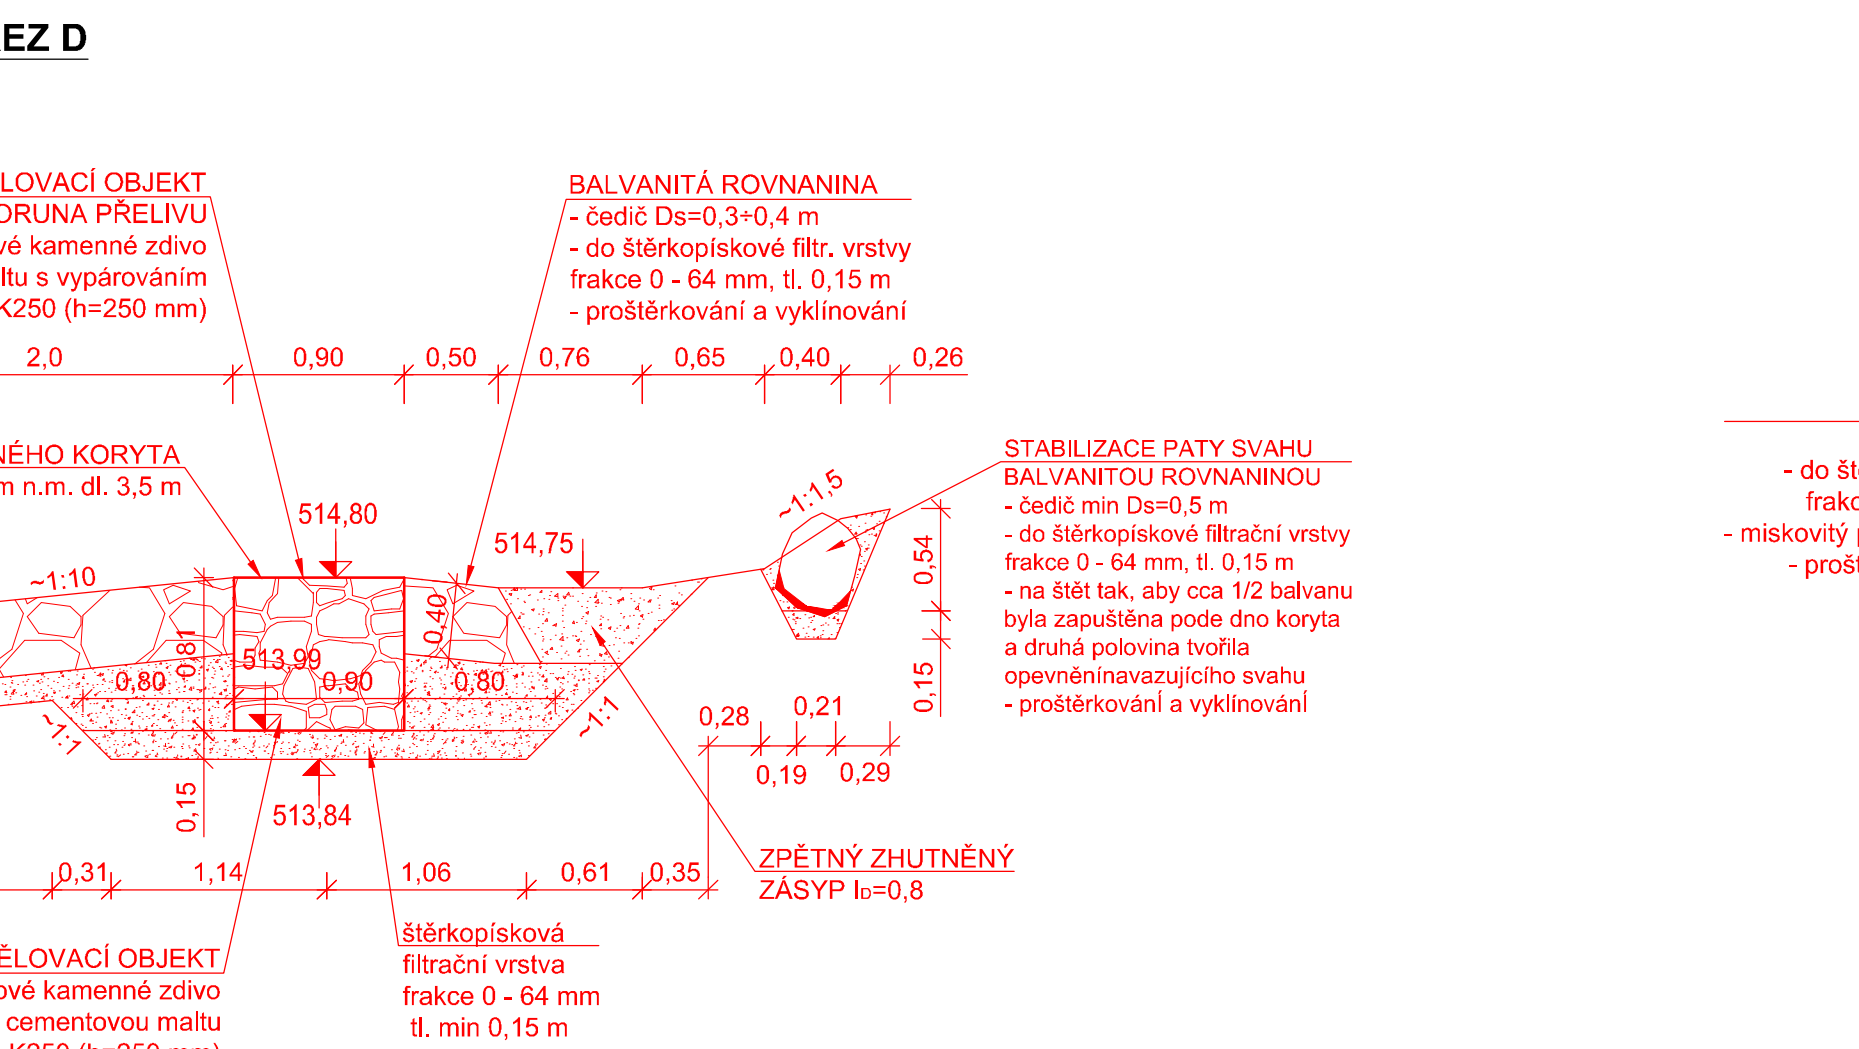 EZ D
LOVACÍ OBJEKT
ORUNA PŘELIVU
vé kamenné zdivo
ltu s vypárováním
K250 (h=250 mm)
BALVANITÁ ROVNANINA
- čedič Ds=0,3÷0,4 m
- do štěrkopískové filtr. vrstvy
frakce 0 - 64 mm, tl. 0,15 m
- proštěrkování a vyklínování
2,0
0,90
0,50
0,76
0,65
0,40
0,26
NÉHO KORYTA
m n.m. dl. 3,5 m
STABILIZACE PATY SVAHU
BALVANITOU ROVNANINOU
- čedič min Ds=0,5 m
- do štěrkopískové filtrační vrstvy
frakce 0 - 64 mm, tl. 0,15 m
- na štět tak, aby cca 1/2 balvanu
byla zapuštěna pode dno koryta
a druhá polovina tvořila
opevněnínavazujícího svahu
- proštěrkování a vyklínování
- do ště
frakc
- miskovitý p
- prošt
514,80
514,75
~1:1,5
~1:10
0,40
0,81
513,99
0,80
0,90
0,80
~1:1
~1:1
0,54
0,15
0,28
0,21
0,19
0,29
0,15
513,84
0,31
1,14
1,06
0,61
0,35
ZPĚTNÝ ZHUTNĚNÝ
ZÁSYP ID=0,8
štěrkopísková
filtrační vrstva
frakce 0 - 64 mm
tl. min 0,15 m
ĚLOVACÍ OBJEKT
ové kamenné zdivo
cementovou maltu
K250 (h=250 mm)